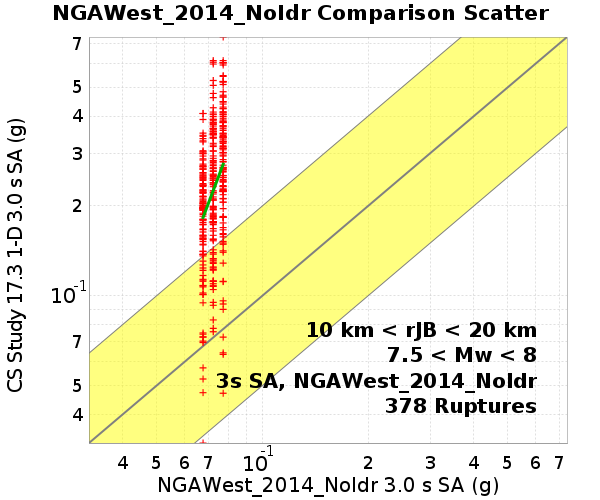 NGAWest_2014_NoIdr Comparison Scatter
CS Study 17.3 1-D 3.0 s SA (g)
7
5
4
3
2
10-1
7
5
4
10 km < rJB < 20 km
7.5 < Mw < 8
3s SA, NGAWest_2014_NoIdr
378 Ruptures
4 5 6 7 10-1 2 3 4 5 6 7
NGAWest_2014_NoIdr 3.0 s SA (g)